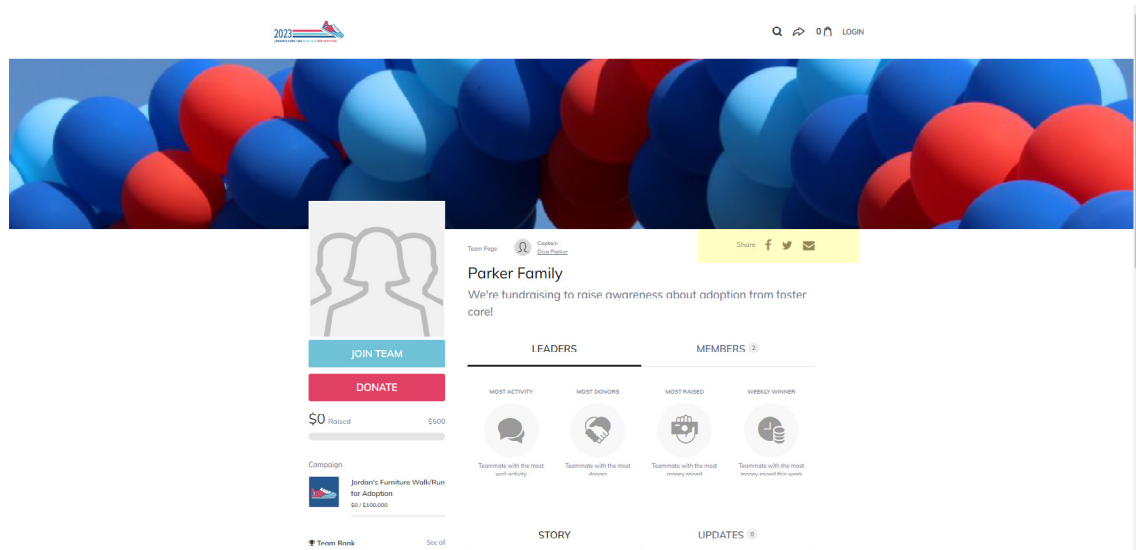 2023
0 LOGIN
Share
Team Page
Captain
Diva Parker
Parker Family
We're fundraising to raise awareness about adoption from foster
care!
JOIN TEAM
DONATE
$0 Raised $500
Campaign
Jordan's Furniture Walk/Run
for Adoption
$0 / $100,000
Team Rank See all
LEADERS MEMBERS 2
MOST ACTIVITY MOST DONORS MOST RAISED WEEKLY WINNER
Teammate with the most
wall activity
Teammate with the most
donors
Teammate with the most
money raised
Teammate with the most
money raised this week
STORY UPDATES 0